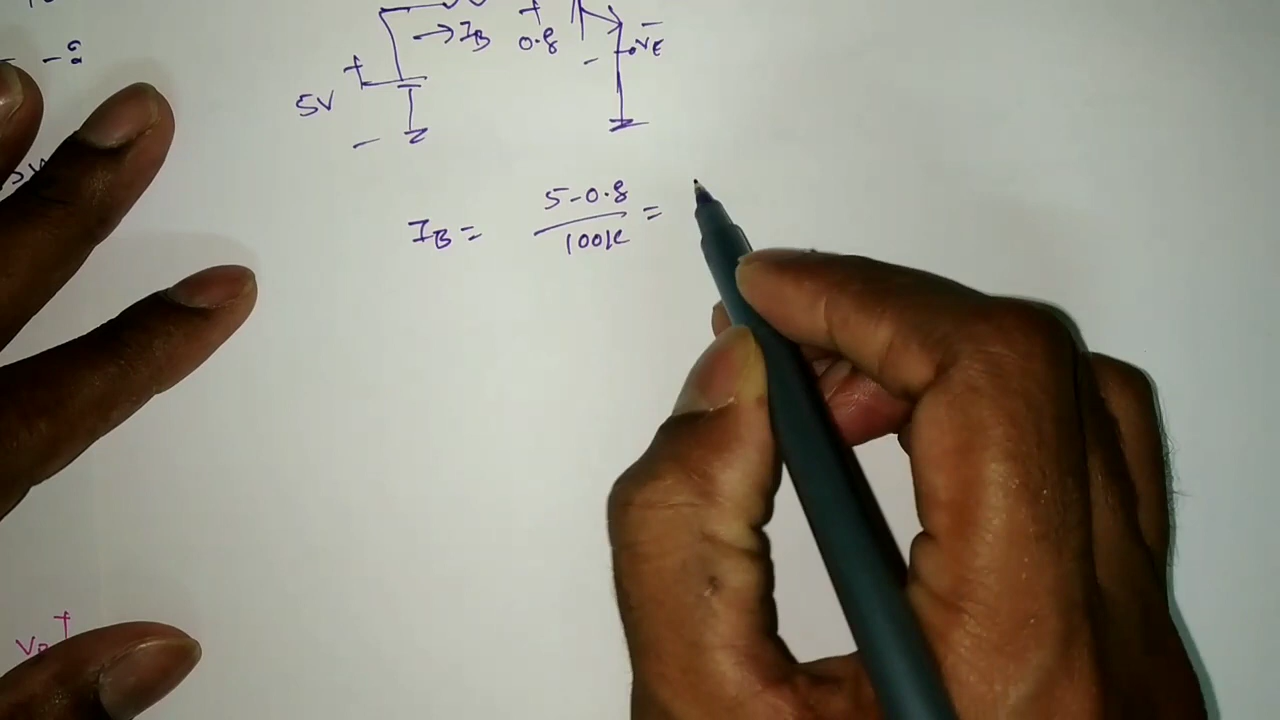 → IB 0.8
VE
5V
5-0.8
IB = ――― =
100K